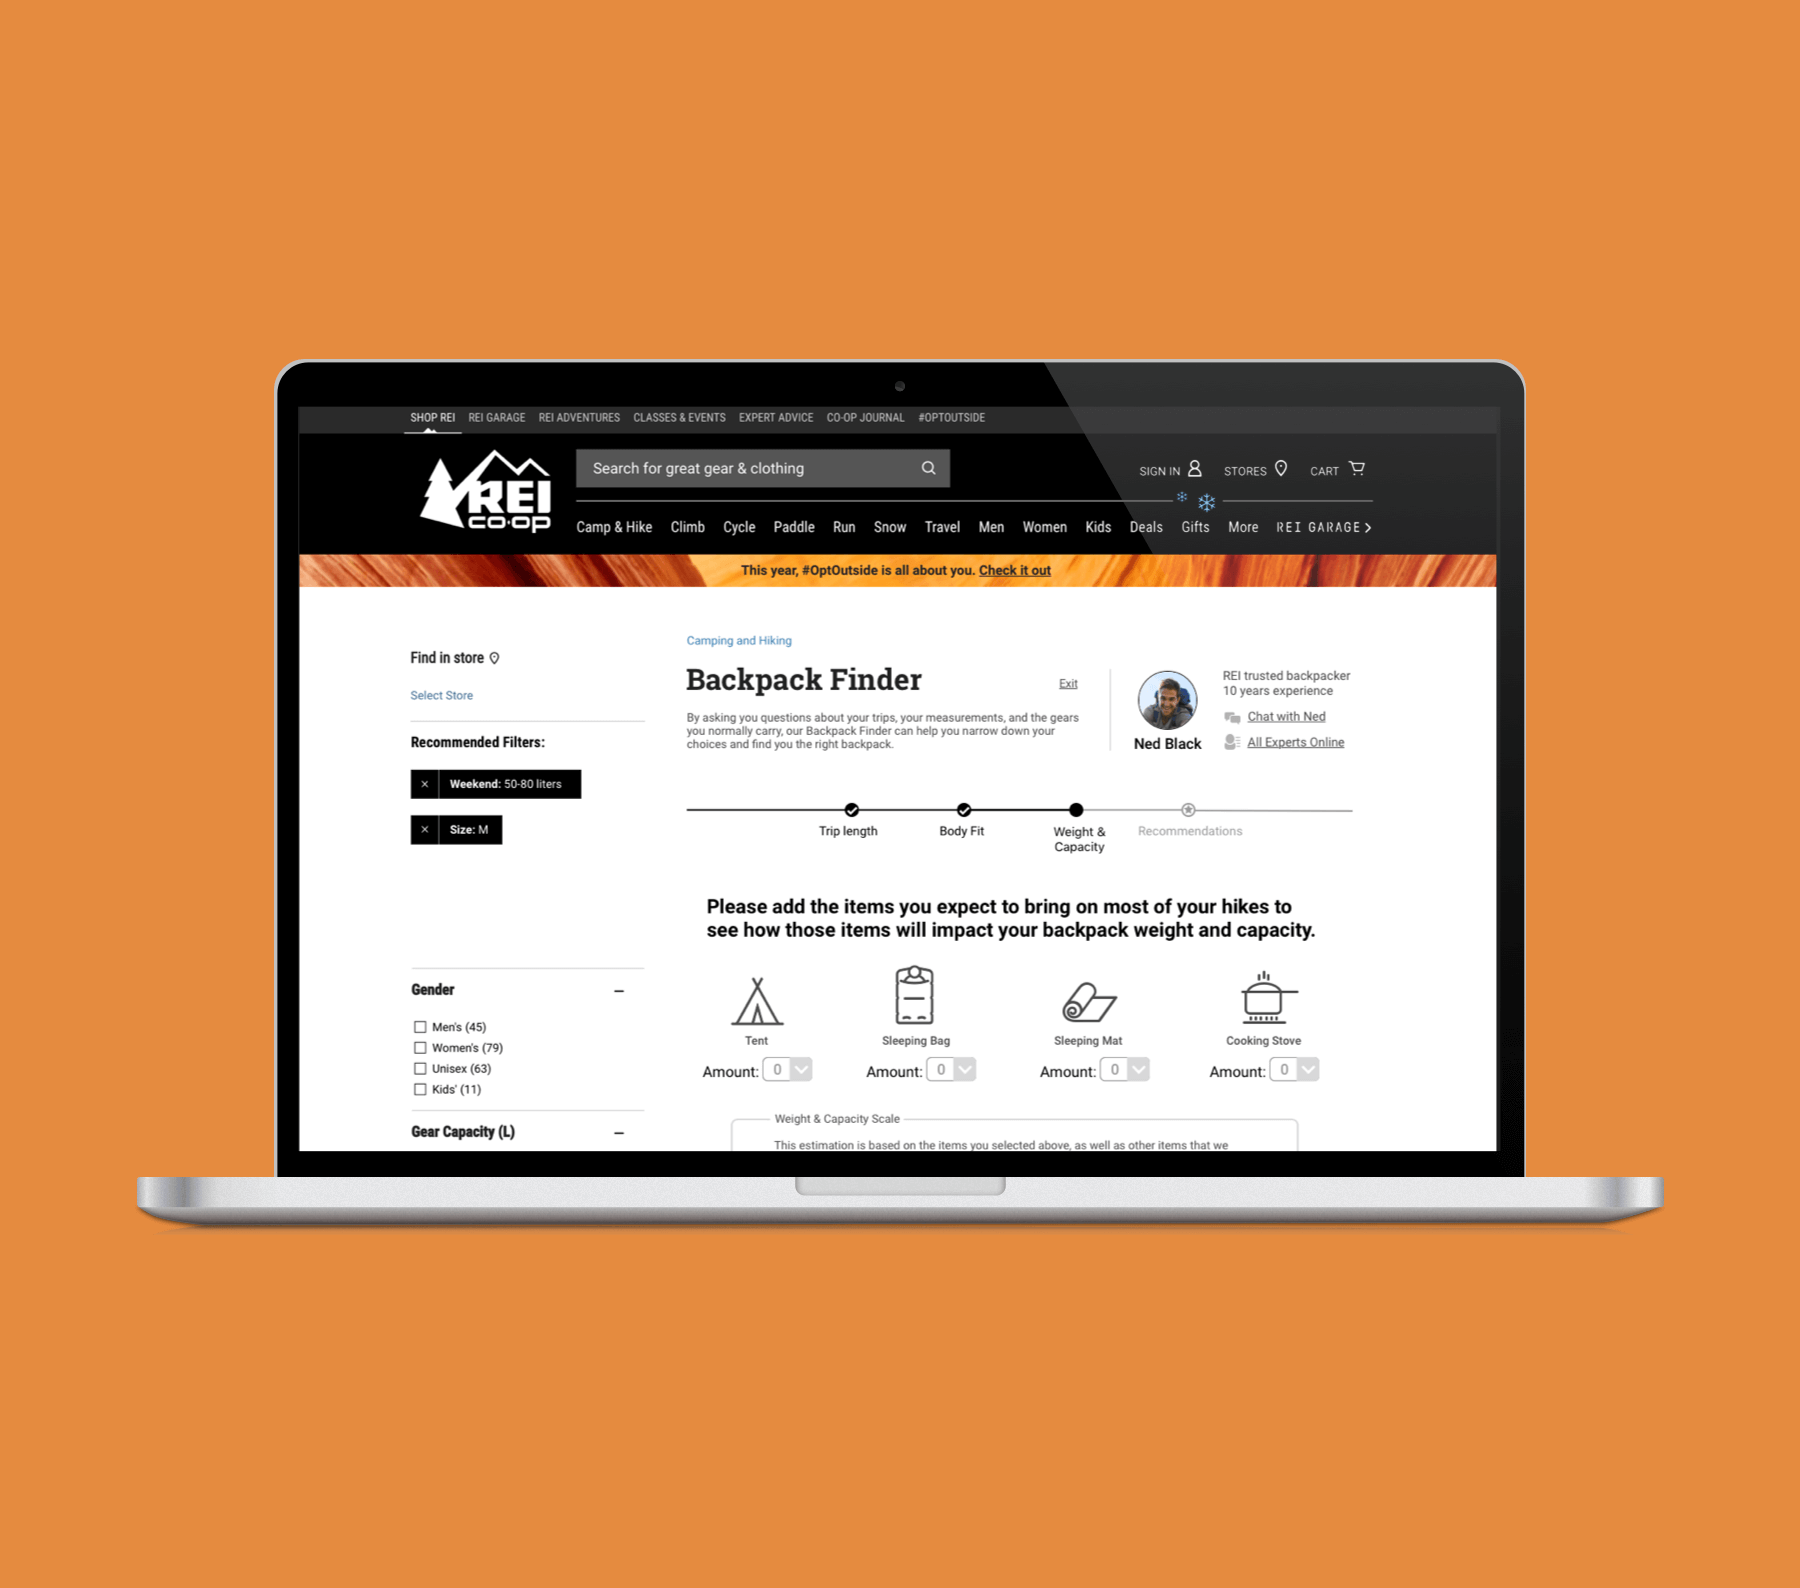 SHOP REI REI GARAGE REI ADVENTURES CLASSES & EVENTS EXPERT ADVICE CO-OP JOURNAL #OPTOUTSIDE
REI
CO·OP
Search for great gear & clothing
SIGN IN STORES CART
Camp & Hike Climb Cycle Paddle Run Snow Travel Men Women Kids Deals Gifts More REI GARAGE >
This year, #OptOutside is all about you. Check it out
Find in store
Select Store
Recommended Filters:
× Weekend: 50-80 liters
× Size: M
Gender –
Men's (45)
Women's (79)
Unisex (63)
Kids' (11)
Gear Capacity (L) –
Camping and Hiking
Backpack Finder
Exit
By asking you questions about your trips, your measurements, and the gears
you normally carry, our Backpack Finder can help you narrow down your
choices and find you the right backpack.
Ned Black
REI trusted backpacker
10 years experience
Chat with Ned
All Experts Online
Trip length
Body Fit
Weight &
Capacity
Recommendations
Please add the items you expect to bring on most of your hikes to
see how those items will impact your backpack weight and capacity.
Tent
Sleeping Bag
Sleeping Mat
Cooking Stove
Amount: 0
Amount: 0
Amount: 0
Amount: 0
Weight & Capacity Scale
This estimation is based on the items you selected above, as well as other items that we